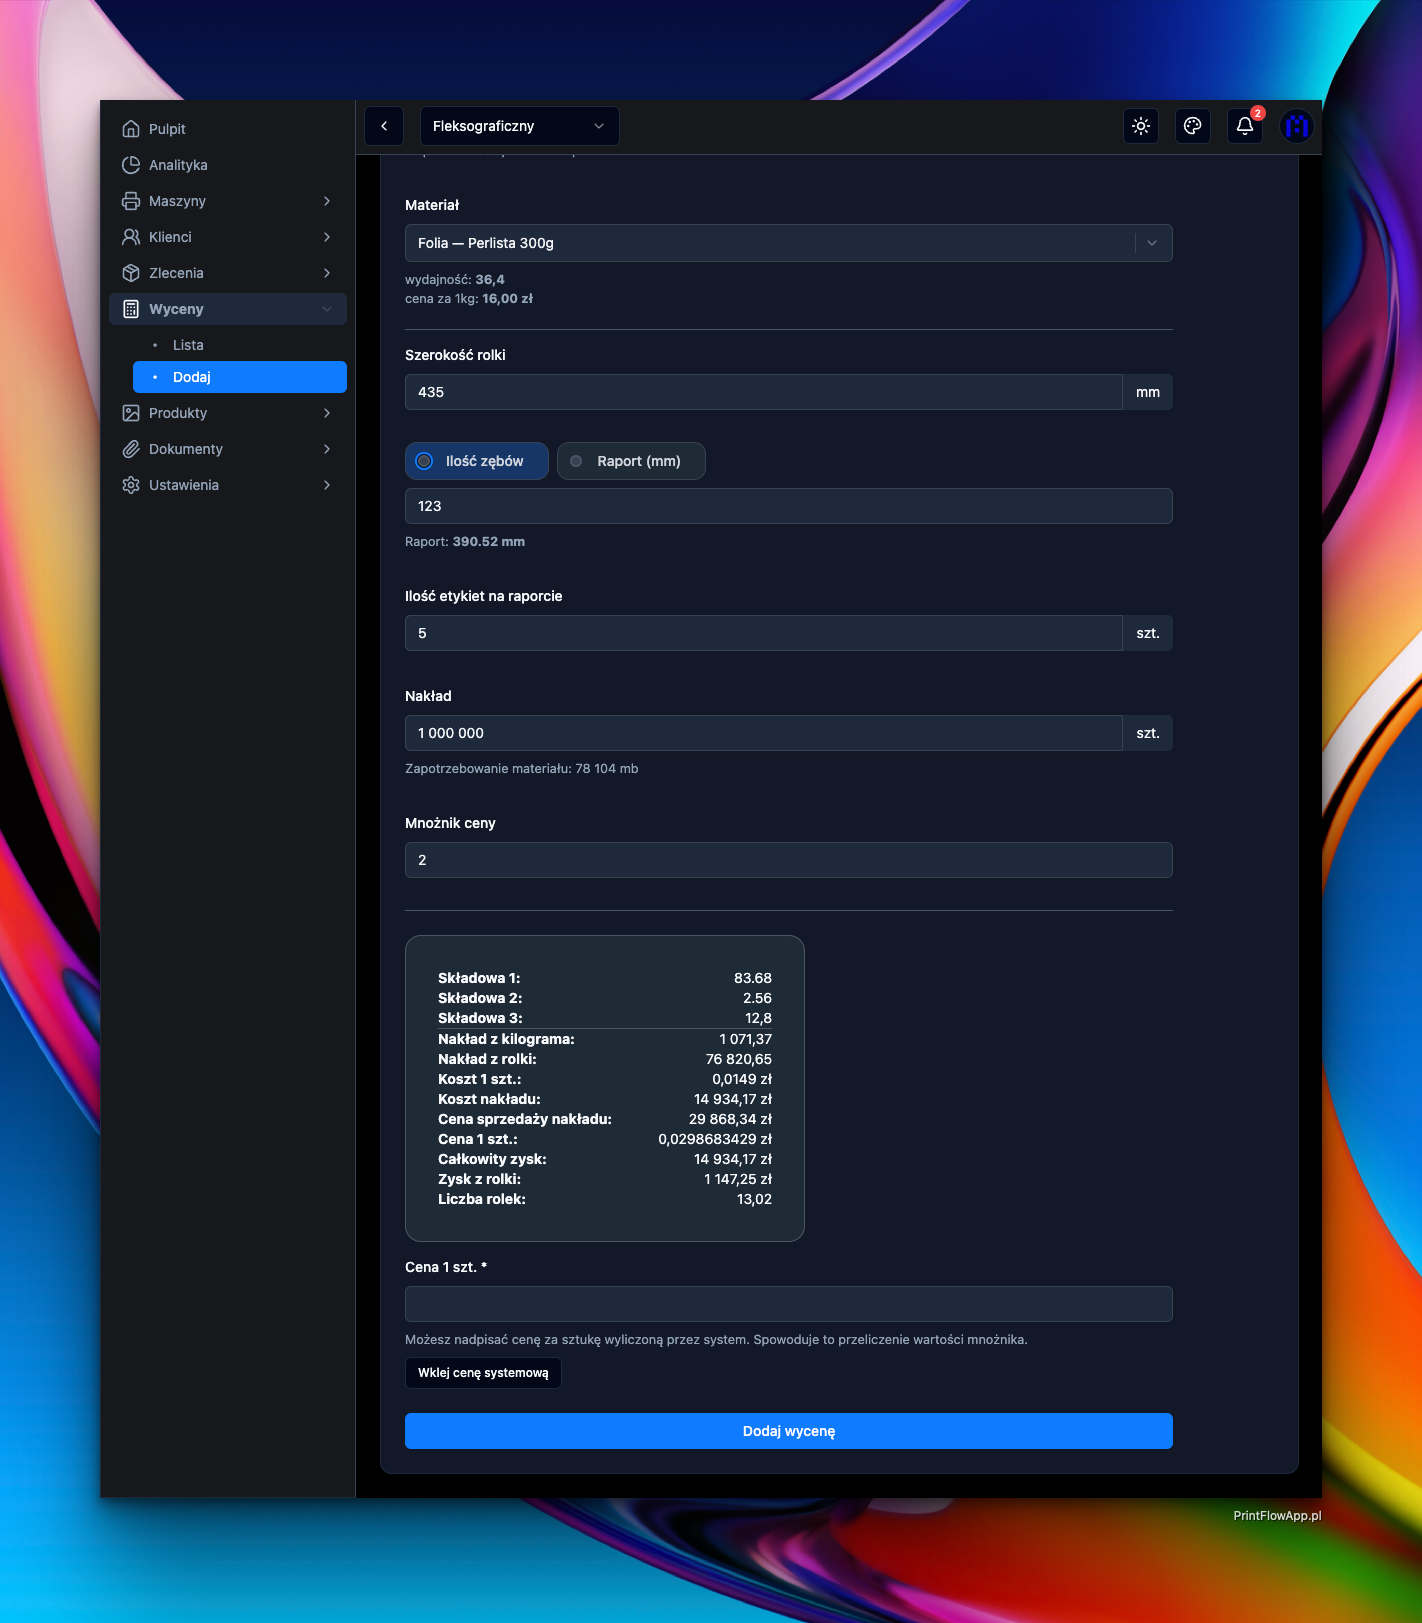 Pulpit
Analityka
Maszyny
Klienci
Zlecenia
Wyceny
Lista
Dodaj
Produkty
Dokumenty
Ustawienia
Fleksograficzny
2
Materiał
Folia — Perlista 300g
wydajność: 36,4
cena za 1kg: 16,00 zł
Szerokość rolki
435 mm
Ilość zębów Raport (mm)
123
Raport: 390.52 mm
Ilość etykiet na raporcie
5 szt.
Nakład
1 000 000 szt.
Zapotrzebowanie materiału: 78 104 mb
Mnożnik ceny
2
Składowa 1: 83.68
Składowa 2: 2.56
Składowa 3: 12,8
Nakład z kilograma: 1 071,37
Nakład z rolki: 76 820,65
Koszt 1 szt.: 0,0149 zł
Koszt nakładu: 14 934,17 zł
Cena sprzedaży nakładu: 29 868,34 zł
Cena 1 szt.: 0,0298683429 zł
Całkowity zysk: 14 934,17 zł
Zysk z rolki: 1 147,25 zł
Liczba rolek: 13,02
Cena 1 szt. *
Możesz nadpisać cenę za sztukę wyliczoną przez system. Spowoduje to przeliczenie wartości mnożnika.
Wklej cenę systemową
Dodaj wycenę
PrintFlowApp.pl